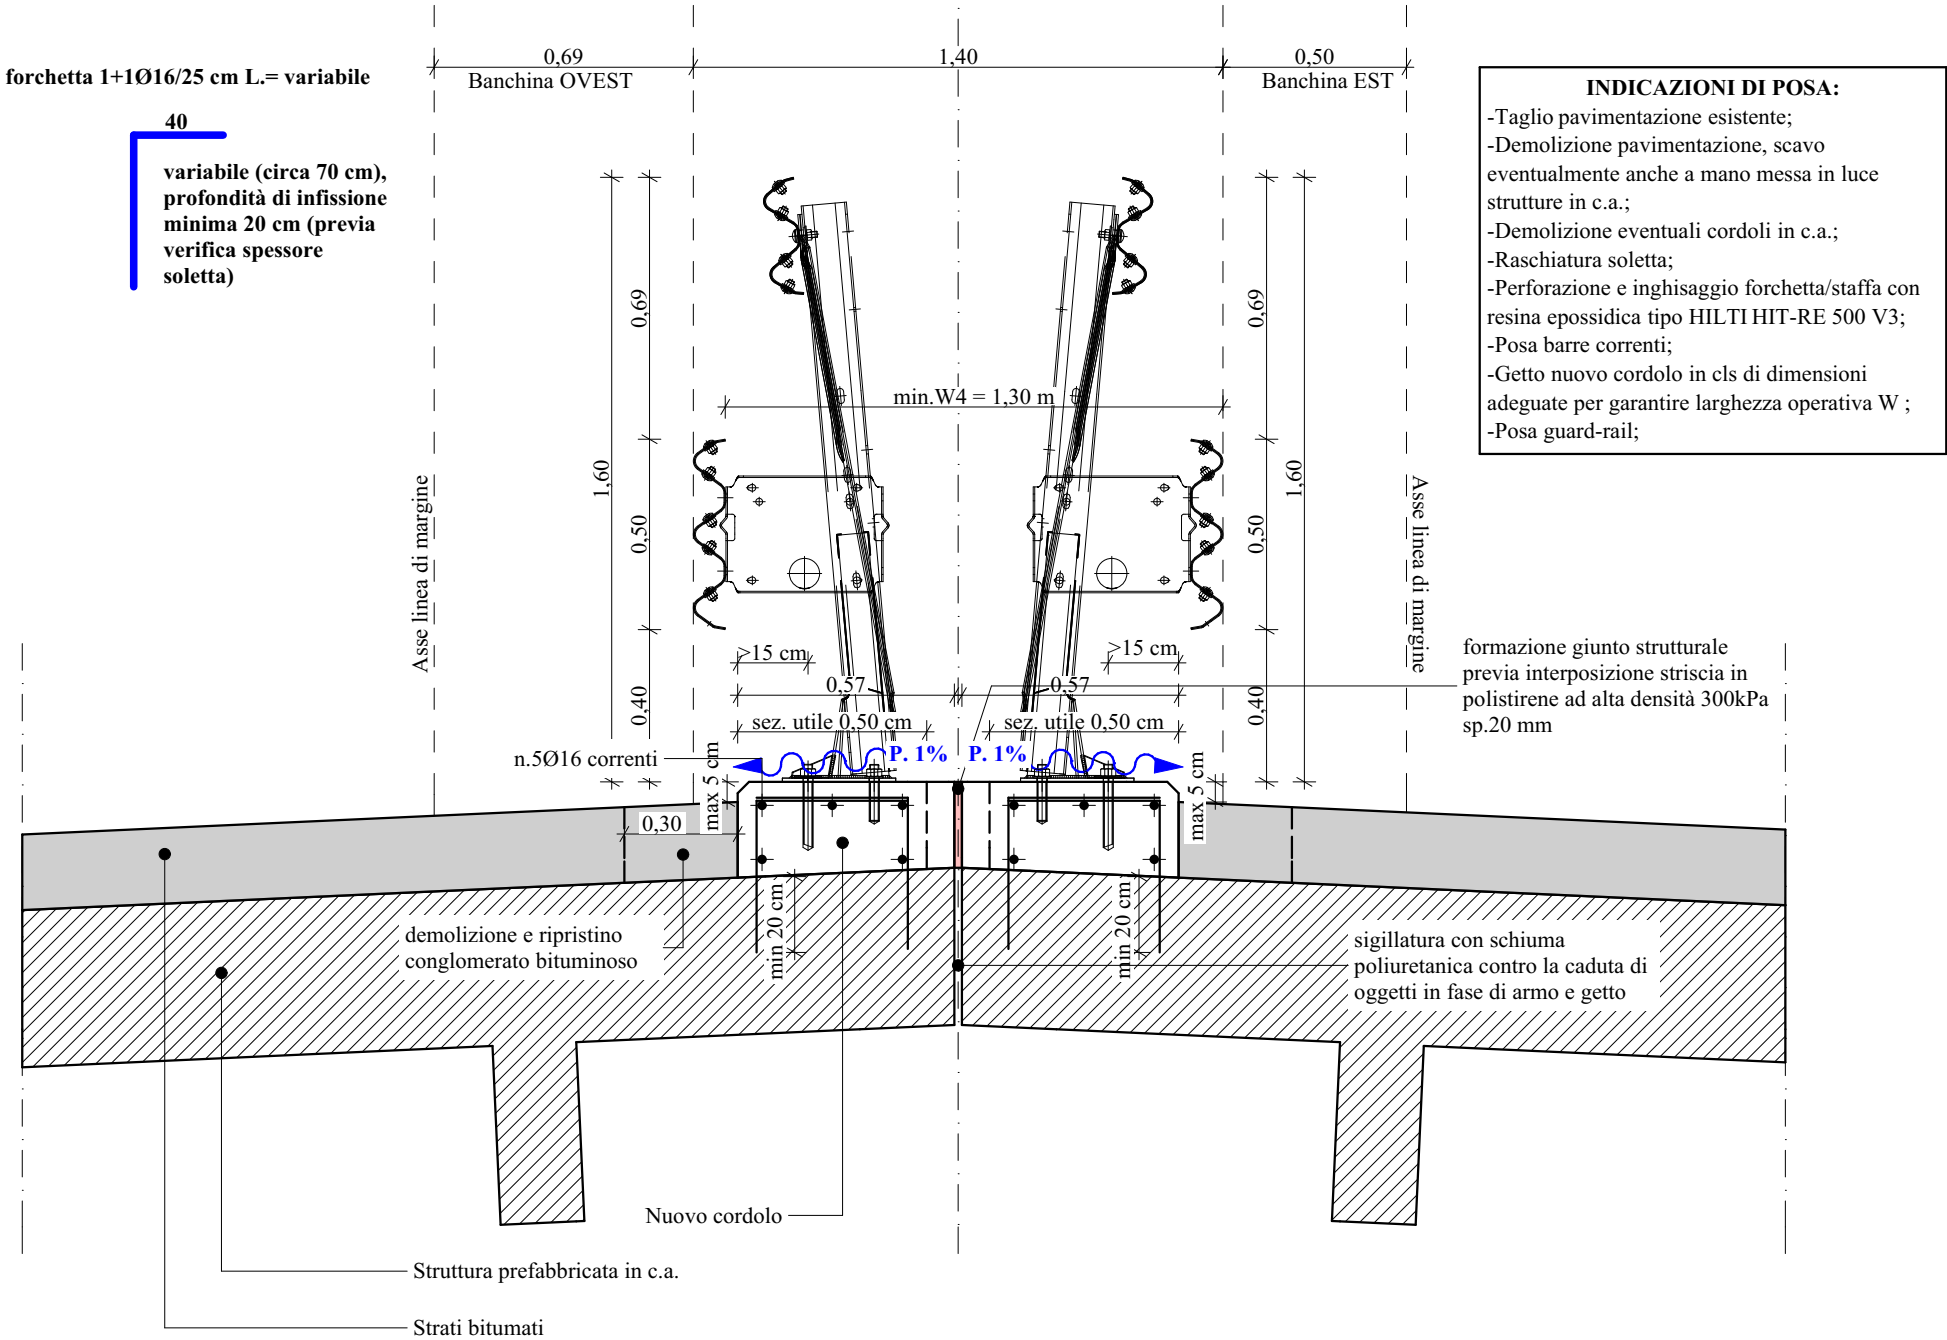 0,69
1,40
0,50
Banchina OVEST
Banchina EST
forchetta 1+1Ø16/25 cm L.= variabile
40
variabile (circa 70 cm),
profondità di infissione
minima 20 cm (previa
verifica spessore
soletta)
INDICAZIONI DI POSA:
-Taglio pavimentazione esistente;
-Demolizione pavimentazione, scavo
eventualmente anche a mano messa in luce
strutture in c.a.;
-Demolizione eventuali cordoli in c.a.;
-Raschiatura soletta;
-Perforazione e inghisaggio forchetta/staffa con
resina epossidica tipo HILTI HIT-RE 500 V3;
-Posa barre correnti;
-Getto nuovo cordolo in cls di dimensioni
adeguate per garantire larghezza operativa W ;
-Posa guard-rail;
0,69
0,69
min.W4 = 1,30 m
1,60
1,60
0,50
0,50
Asse linea di margine
Asse linea di margine
>15 cm
>15 cm
0,57
0,57
0,40
0,40
sez. utile 0,50 cm
sez. utile 0,50 cm
formazione giunto strutturale
previa interposizione striscia in
polistirene ad alta densità 300kPa
sp.20 mm
n.5Ø16 correnti
P. 1%
P. 1%
max 5 cm
max 5 cm
0,30
min 20 cm
min 20 cm
demolizione e ripristino
conglomerato bituminoso
sigillatura con schiuma
poliuretanica contro la caduta di
oggetti in fase di armo e getto
Nuovo cordolo
Struttura prefabbricata in c.a.
Strati bitumati